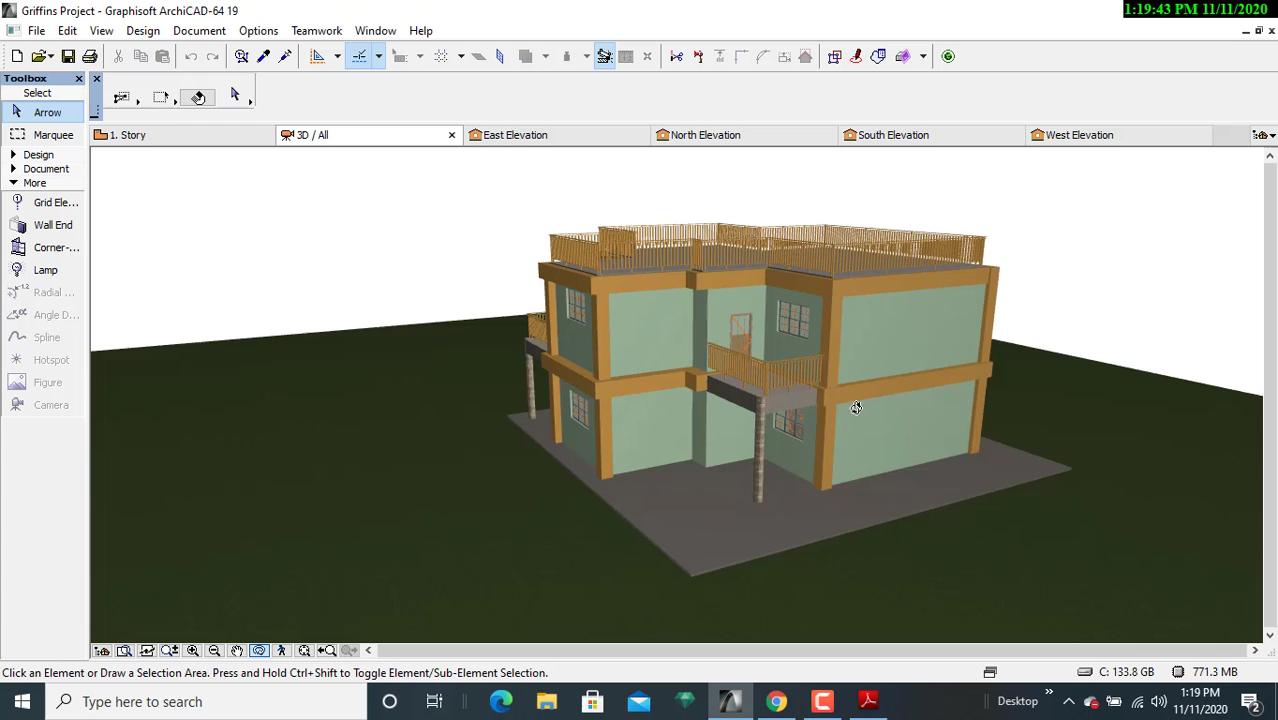 Griffins Project - Graphisoft ArchiCAD-64 19
1:19:43 PM 11/11/2020
File Edit View Design Document Options Teamwork Window Help
Toolbox
Select
Arrow
Marquee
Design
Document
More
Grid Ele...
Wall End
Corner-...
Lamp
Radial ...
Angle D...
Spline
Hotspot
Figure
Camera
1. Story
3D / All
East Elevation
North Elevation
South Elevation
West Elevation
Click an Element or Draw a Selection Area. Press and Hold Ctrl+Shift to Toggle Element/Sub-Element Selection.
C: 133.8 GB
771.3 MB
Type here to search
Desktop
1:19 PM
11/11/2020
2